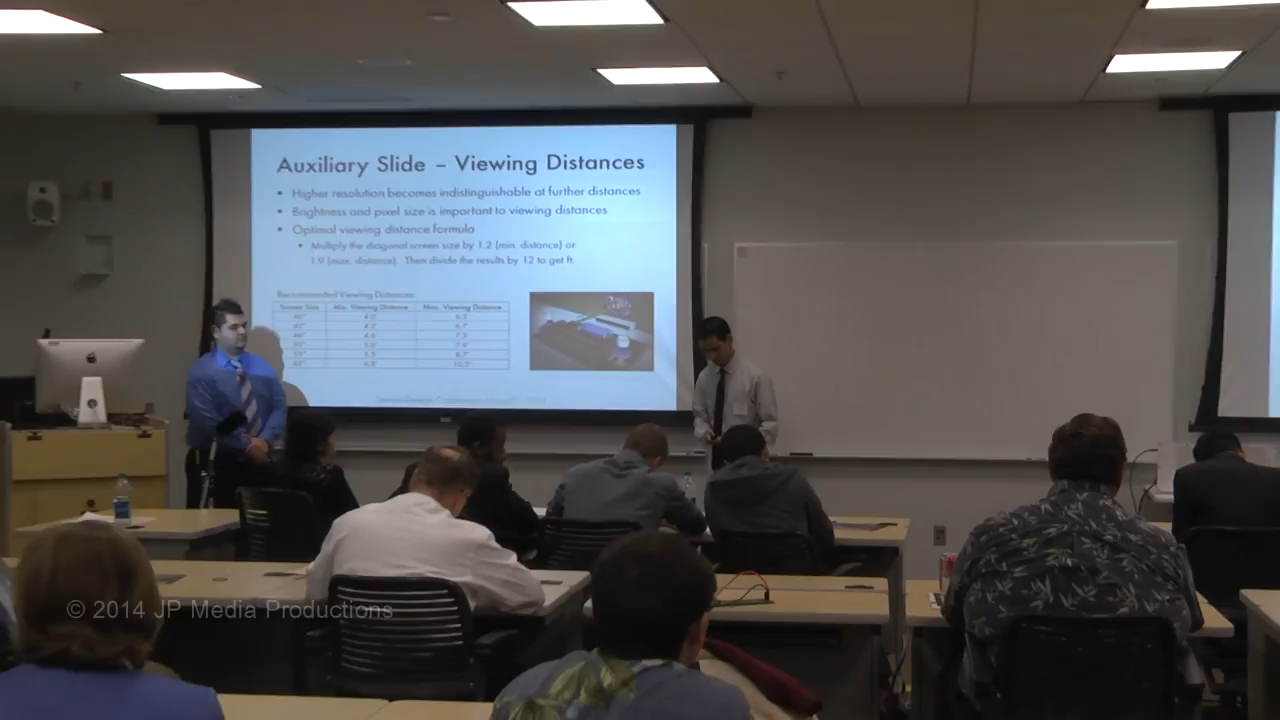 Auxiliary Slide – Viewing Distances
▪ Higher resolution becomes indistinguishable at further distances
▪ Brightness and pixel size is important to viewing distances
▪ Optimal viewing distance formula
▪ Multiply the diagonal screen size by 1.2 (min. distance) or
1.9 (max. distance). Then divide the results by 12 to get ft.
Recommended Viewing Distances
Screen Size Min. Viewing Distance Max. Viewing Distance
© 2014 JP Media Productions